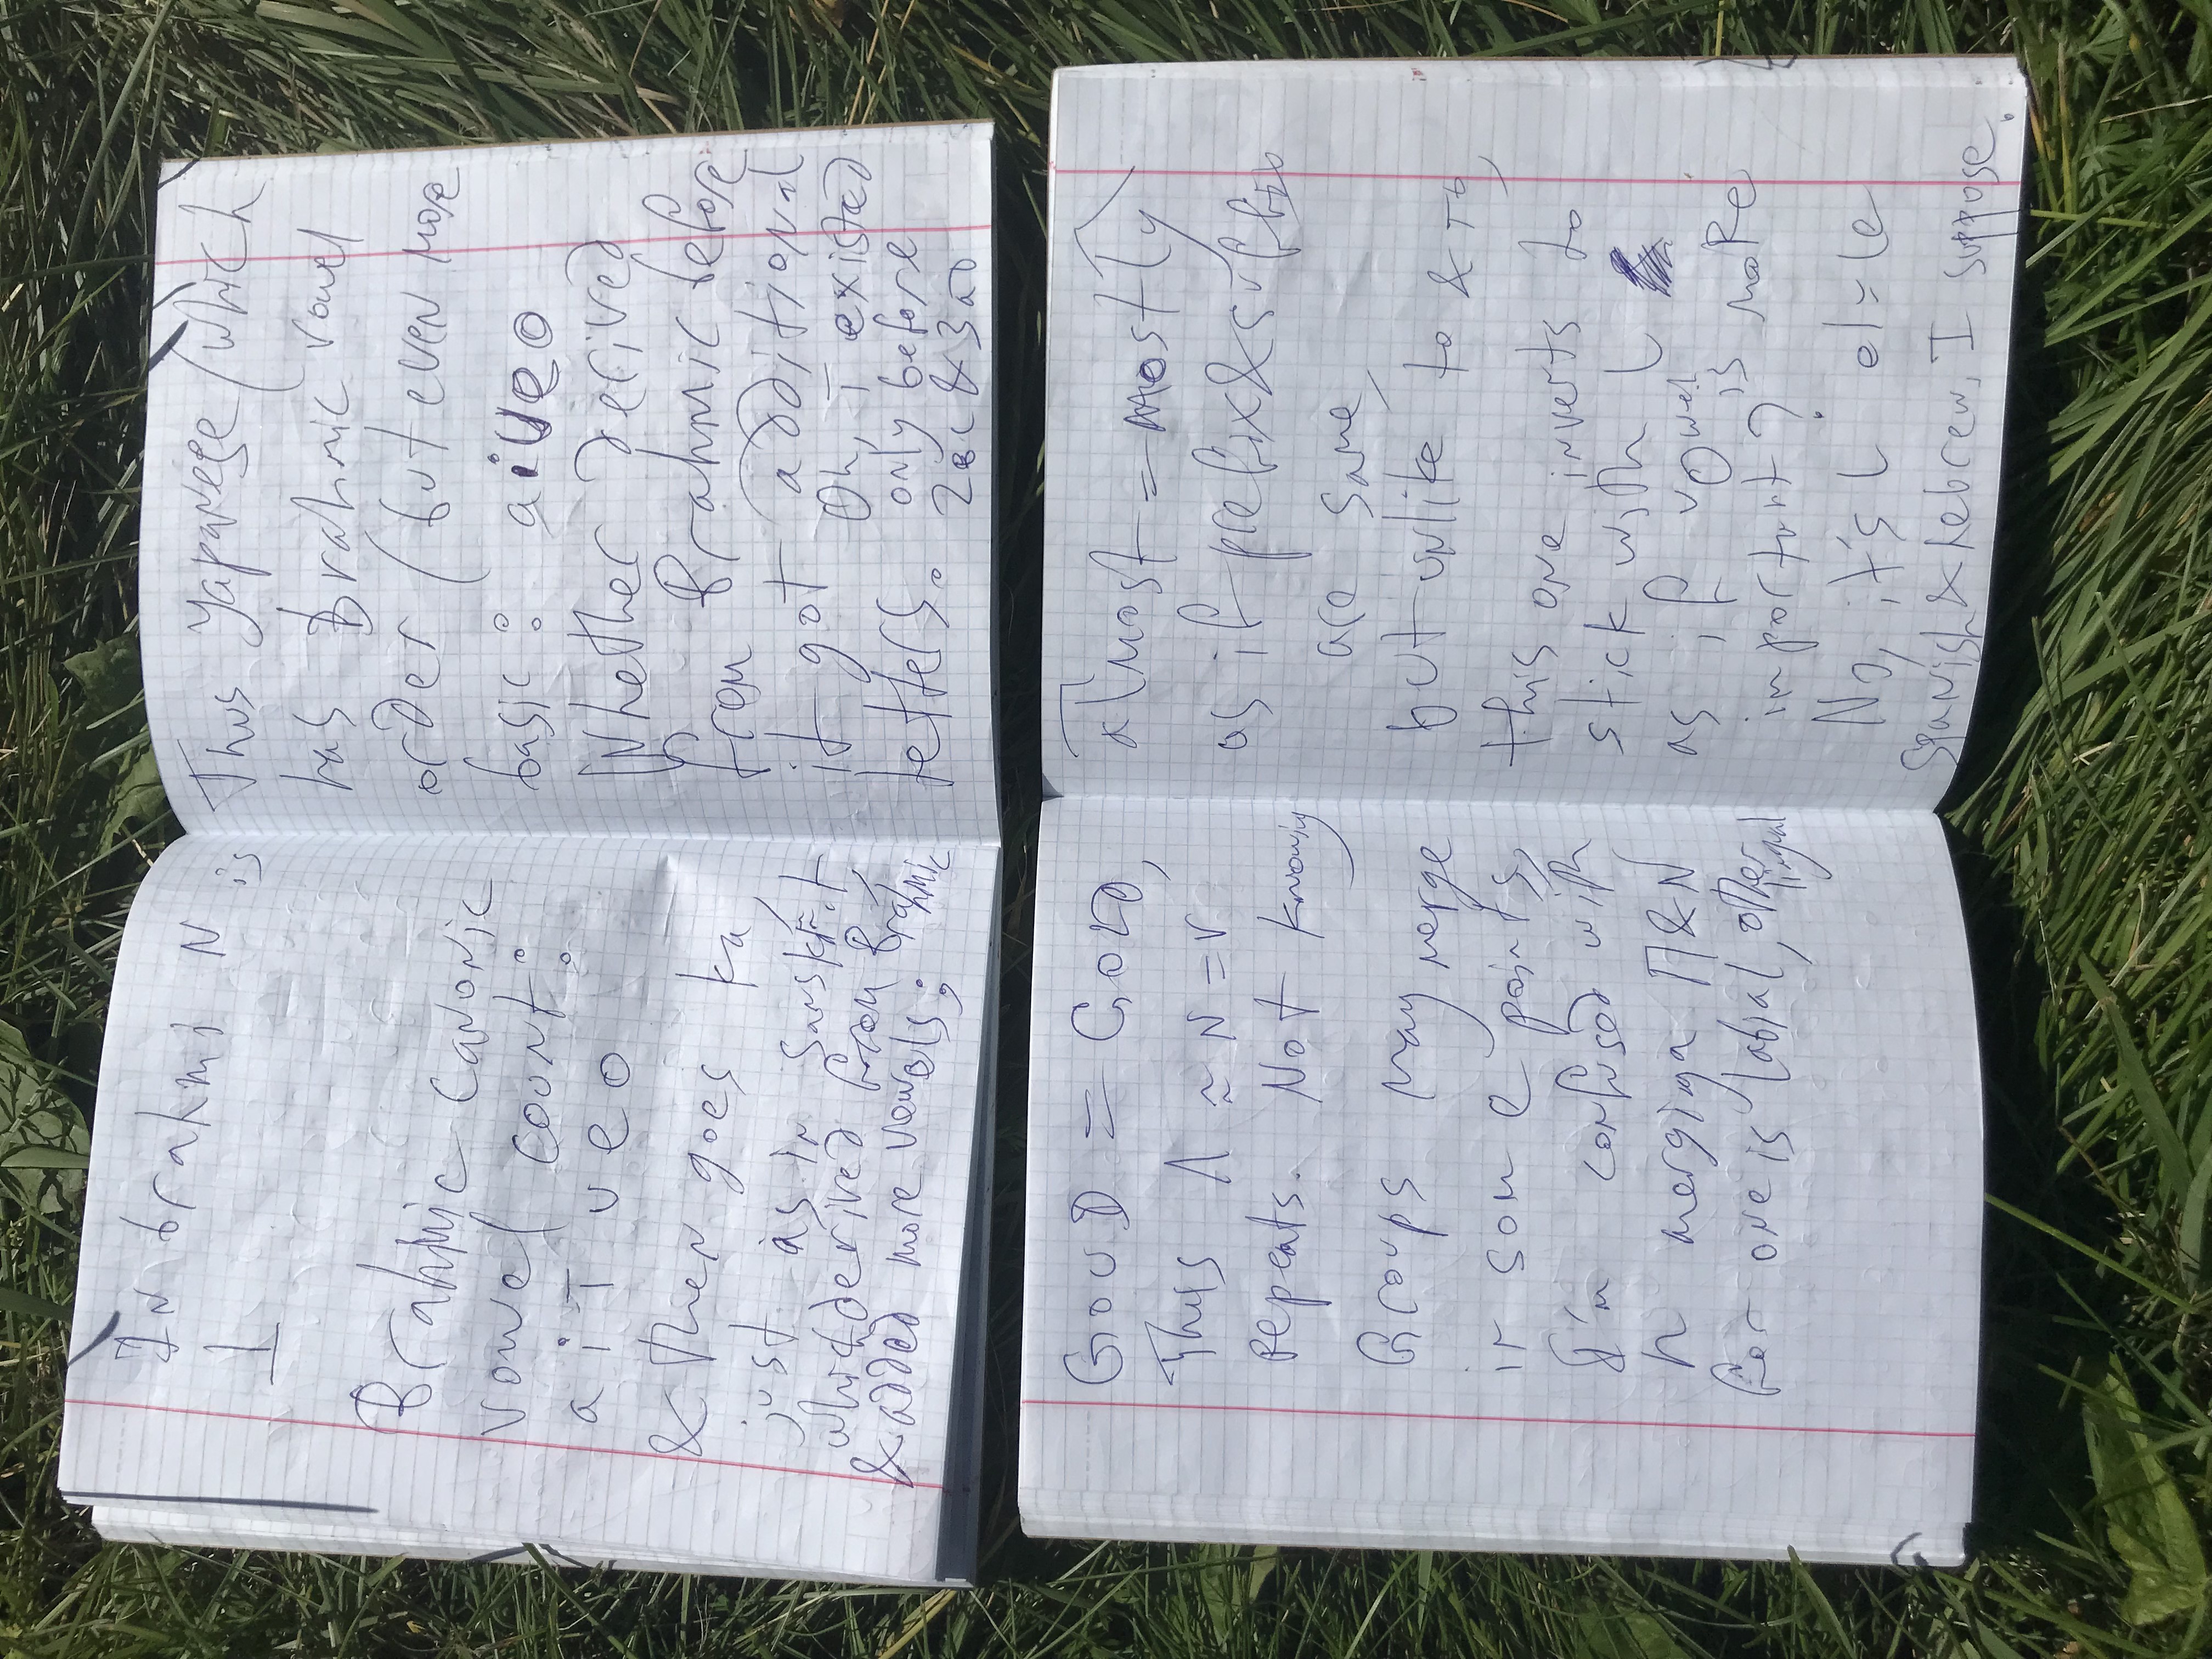 In brahmi N is
⊥
Brahmic canonic
vowel count:
a i ī u e o
& then goes ka,
just as in Sanskrit,
which derived from Brahmic
& added more vowels;
Thus Yapanese (which
has Brahmic vowel
order (but even more
basic: aiueo
Whether derived
from Brahmic before
it got additional
letters.
Oh, ī existed
only before
2BC & 3AD
GOUD = GOLD,
Thus Λ ≈ N = V
repeats. Not knowing
Groups may merge
in some points,
I'm confused with
n merging П & N
for one is labial, other lingual
almost = mostly
as if prefix & suffix
are same,
but unlike to & to,
this one inverts to
stick with L
as if vowel is more
important?
No, it's L el=le
Spanish & hebrew, I suppose.